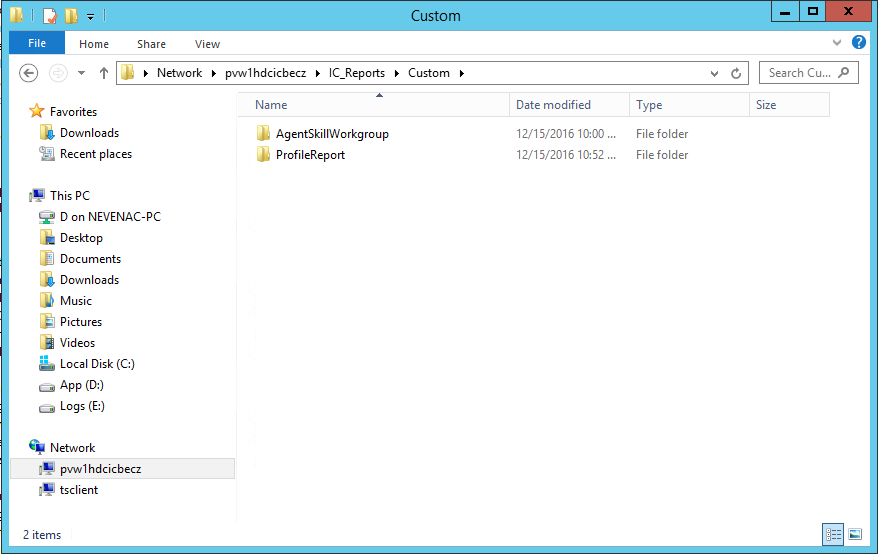 Custom
File Home Share View
Network pvw1hdcicbecz IC_Reports Custom Search Cu...
Name Date modified Type Size
AgentSkillWorkgroup 12/15/2016 10:00 ... File folder
ProfileReport 12/15/2016 10:52 ... File folder
Favorites
Downloads
Recent places
This PC
D on NEVENAC-PC
Desktop
Documents
Downloads
Music
Pictures
Videos
Local Disk (C:)
App (D:)
Logs (E:)
Network
pvw1hdcicbecz
tsclient
2 items